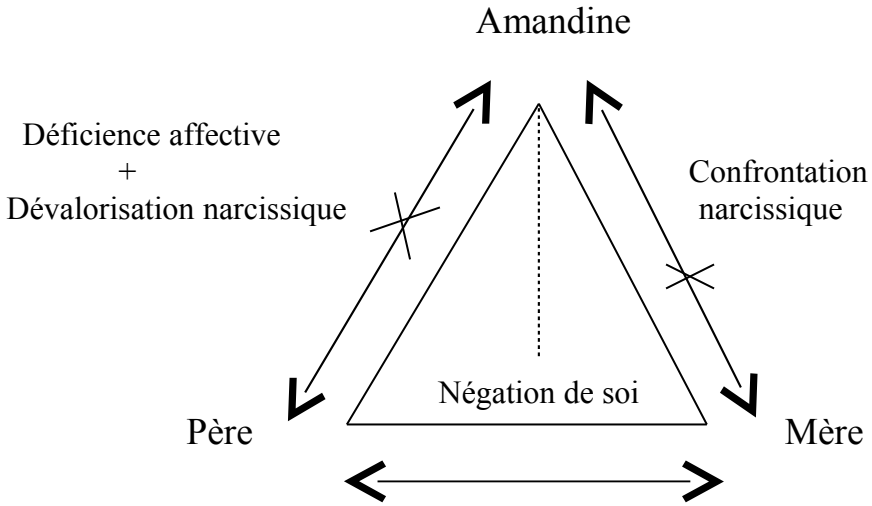 Amandine
Déficience affective
+
Dévalorisation narcissique
Confrontation
narcissique
Négation de soi
Père
Mère